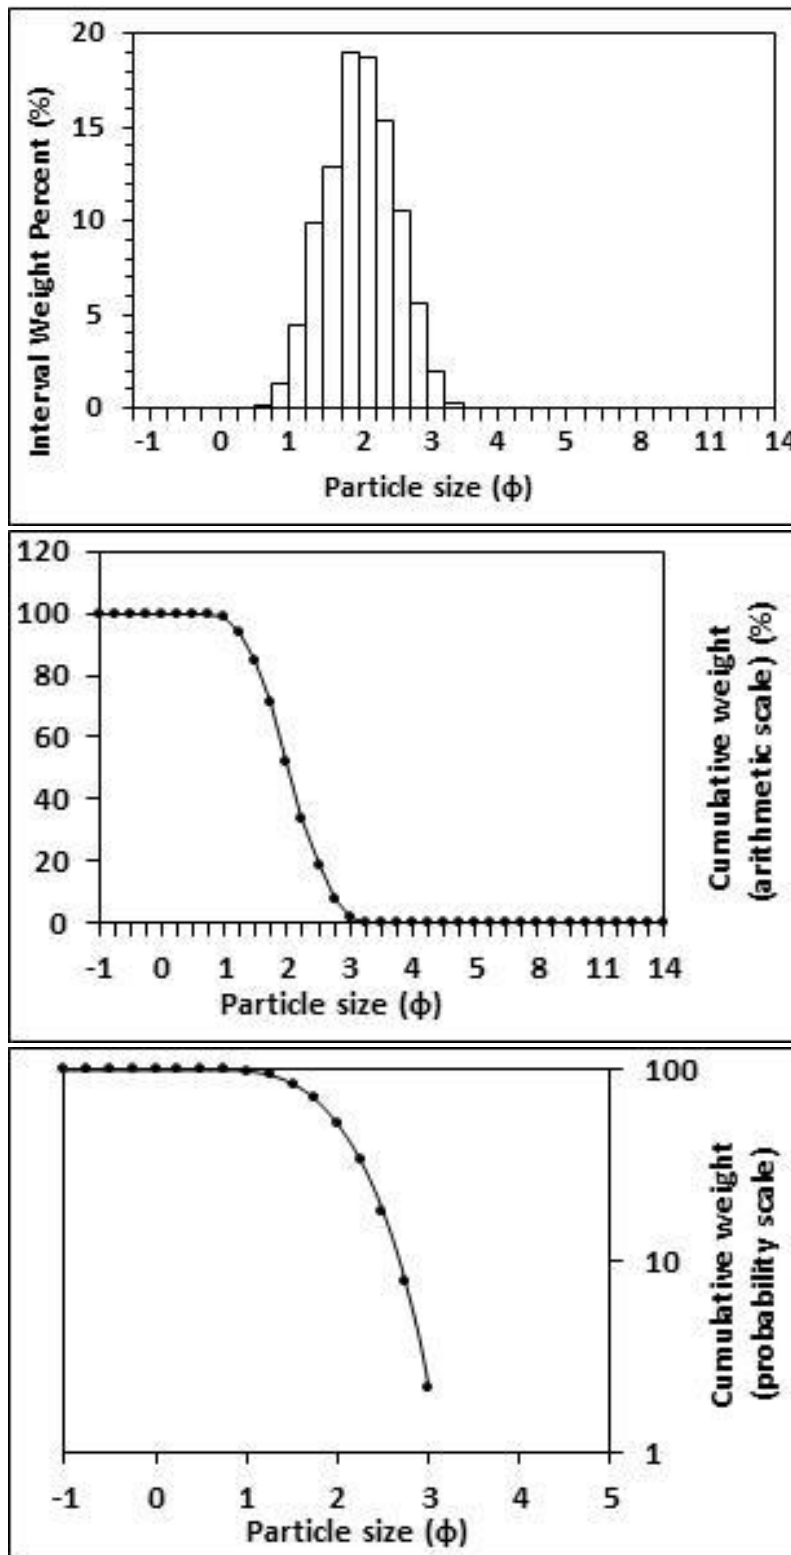 Interval Weight Percent (%)
20
15
10
5
0
-1 0 1 2 3 4 5 8 11 14
Particle size (ϕ)
120
100
80
60
40
20
0
-1 0 1 2 3 4 5 8 11 14
Particle size (ϕ)
Cumulative weight
(arithmetic scale) (%)
100
10
1
-1 0 1 2 3 4 5
Particle size (ϕ)
Cumulative weight
(probability scale)